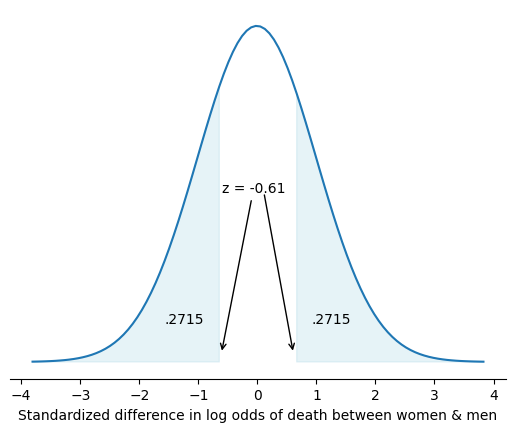 z = -0.61
.2715 .2715
−4 −3 −2 −1 0 1 2 3 4
Standardized difference in log odds of death between women & men